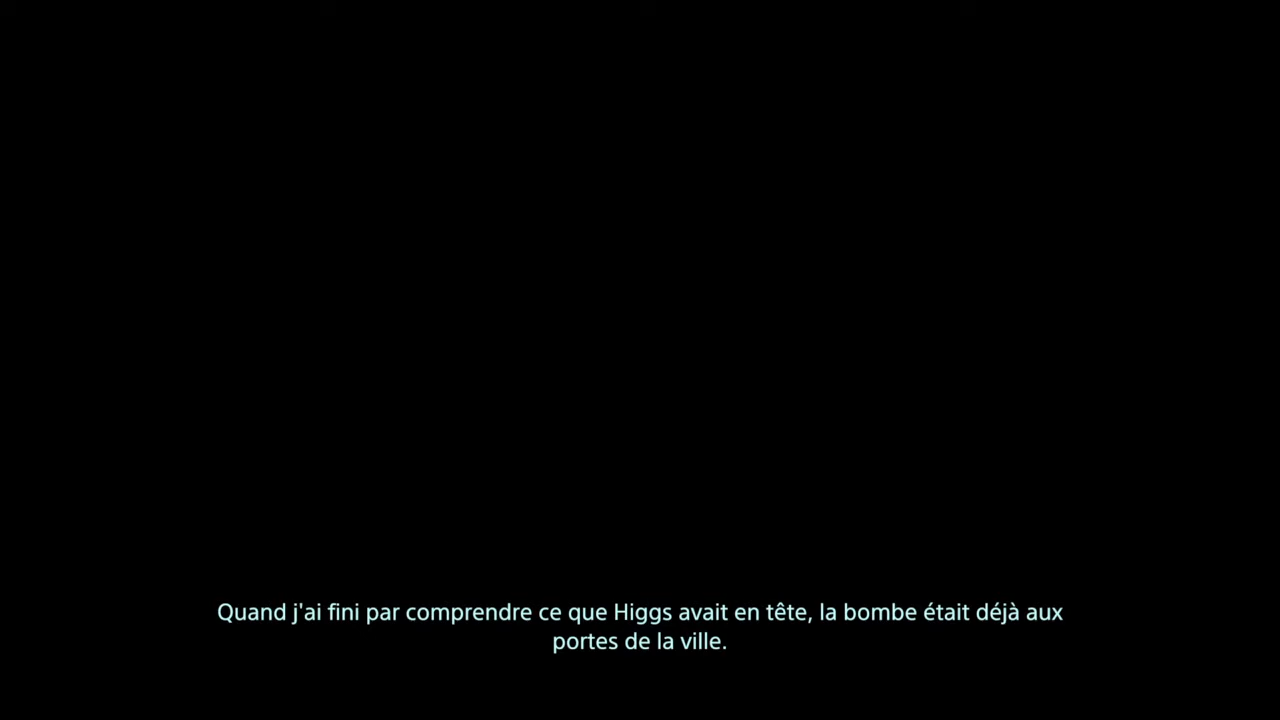 Quand j'ai fini par comprendre ce que Higgs avait en tête, la bombe était déjà aux
portes de la ville.